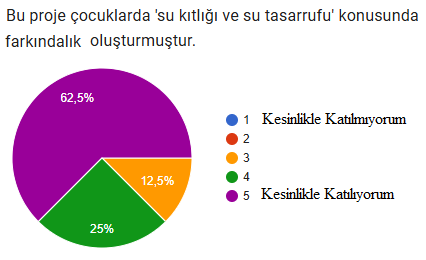 Bu proje çocuklarda 'su kıtlığı ve su tasarrufu' konusunda
farkındalık oluşturmuştur.
62,5%
12,5%
25%
1 Kesinlikle Katılmıyorum
2
3
4
5 Kesinlikle Katılıyorum